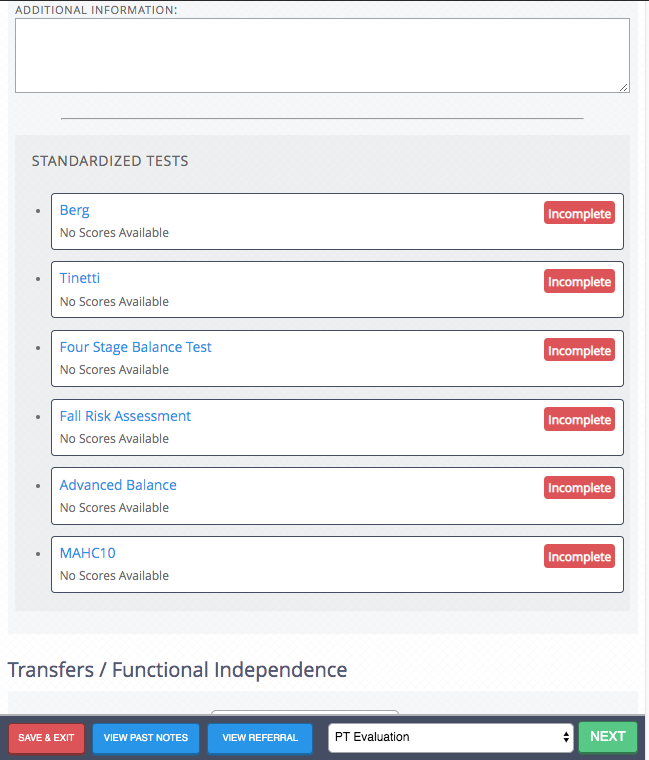 ADDITIONAL INFORMATION:
STANDARDIZED TESTS
Berg
Incomplete
No Scores Available
Tinetti
Incomplete
No Scores Available
Four Stage Balance Test
Incomplete
No Scores Available
Fall Risk Assessment
Incomplete
No Scores Available
Advanced Balance
Incomplete
No Scores Available
MAHC10
Incomplete
No Scores Available
Transfers / Functional Independence
SAVE & EXIT
VIEW PAST NOTES
VIEW REFERRAL
PT Evaluation
NEXT